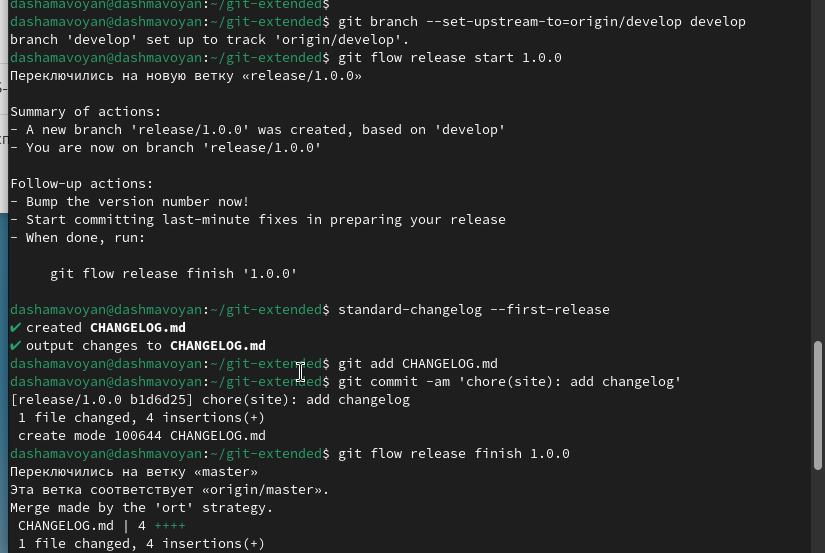 dashamavoyan@dashmavoyan:~/git-extended$
dashamavoyan@dashmavoyan:~/git-extended$ git branch --set-upstream-to=origin/develop develop
branch 'develop' set up to track 'origin/develop'.
dashamavoyan@dashmavoyan:~/git-extended$ git flow release start 1.0.0
Переключились на новую ветку «release/1.0.0»
Summary of actions:
- A new branch 'release/1.0.0' was created, based on 'develop'
- You are now on branch 'release/1.0.0'
Follow-up actions:
- Bump the version number now!
- Start committing last-minute fixes in preparing your release
- When done, run:
git flow release finish '1.0.0'
dashamavoyan@dashmavoyan:~/git-extended$ standard-changelog --first-release
✔ created CHANGELOG.md
✔ output changes to CHANGELOG.md
dashamavoyan@dashmavoyan:~/git-extended$ git add CHANGELOG.md
dashamavoyan@dashmavoyan:~/git-extended$ git commit -am 'chore(site): add changelog'
[release/1.0.0 b1d6d25] chore(site): add changelog
1 file changed, 4 insertions(+)
create mode 100644 CHANGELOG.md
dashamavoyan@dashmavoyan:~/git-extended$ git flow release finish 1.0.0
Переключились на ветку «master»
Эта ветка соответствует «origin/master».
Merge made by the 'ort' strategy.
CHANGELOG.md | 4 ++++
1 file changed, 4 insertions(+)